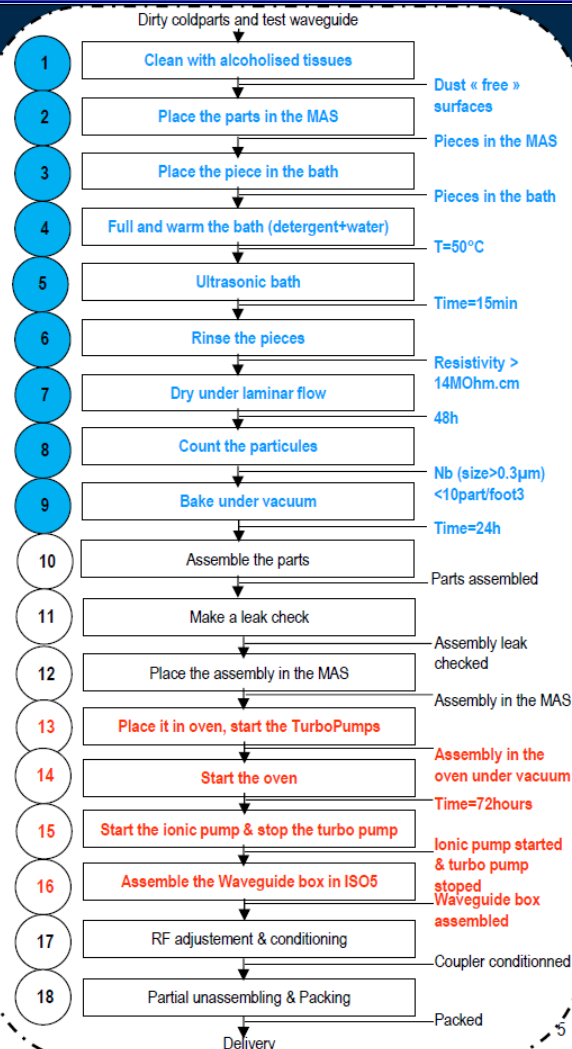 Dirty coldparts and test waveguide
1
Clean with alcoholised tissues
Dust « free »
surfaces
2
Place the parts in the MAS
Pieces in the MAS
3
Place the piece in the bath
Pieces in the bath
4
Full and warm the bath (detergent+water)
T=50°C
5
Ultrasonic bath
Time=15min
6
Rinse the pieces
Resistivity >
14MOhm.cm
7
Dry under laminar flow
48h
8
Count the particules
Nb (size>0.3µm)
<10part/foot3
9
Bake under vacuum
Time=24h
10
Assemble the parts
Parts assembled
11
Make a leak check
Assembly leak
checked
12
Place the assembly in the MAS
Assembly in the MAS
13
Place it in oven, start the TurboPumps
Assembly in the
oven under vacuum
14
Start the oven
Time=72hours
15
Start the ionic pump & stop the turbo pump
Ionic pump started
& turbo pump
stoped
16
Assemble the Waveguide box in ISO5
Waveguide box
assembled
17
RF adjustement & conditioning
Coupler conditionned
18
Partial unassembling & Packing
Packed
5
Delivery